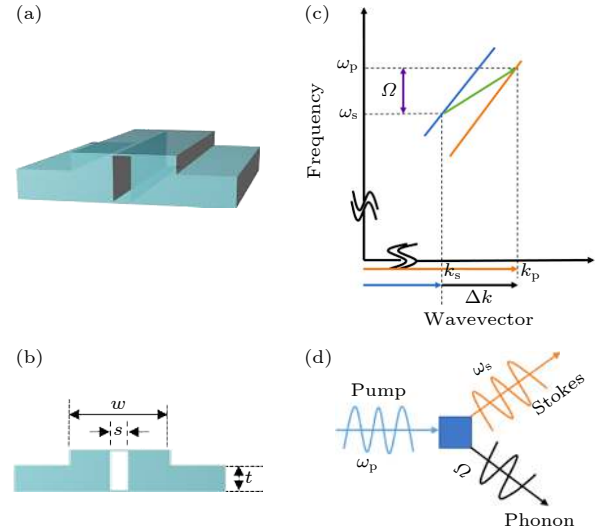 (a)
(c)
Frequency
ωp
Ω
ωs
ks
kp
Δk
Wavevector
(b)
w
s
t
(d)
Pump
ωp
ωs
Stokes
Ω
Phonon